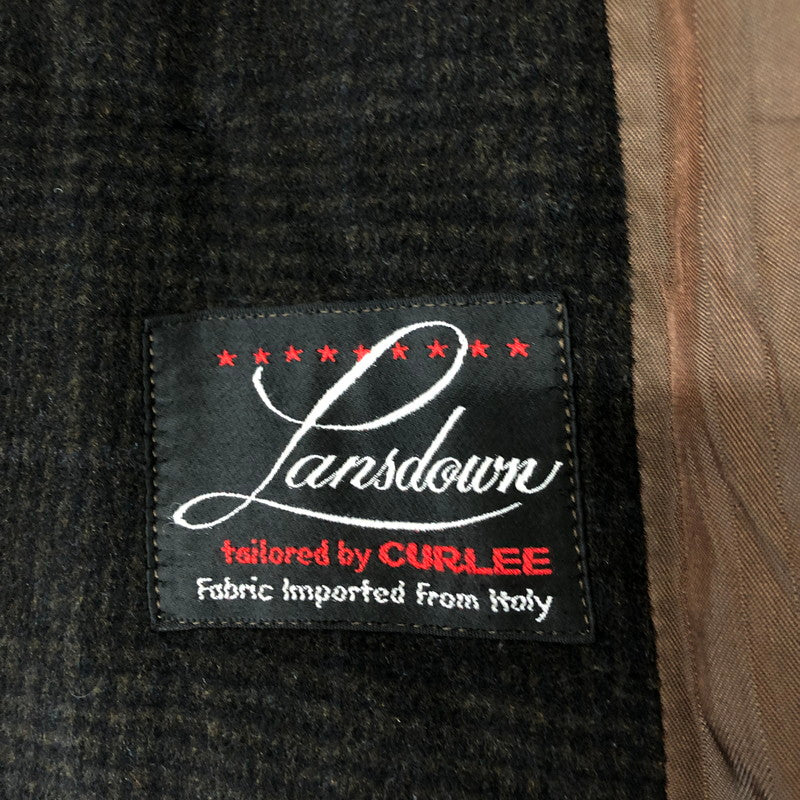 Lansdown
tailored by CURLEE
Fabric Imported From Italy